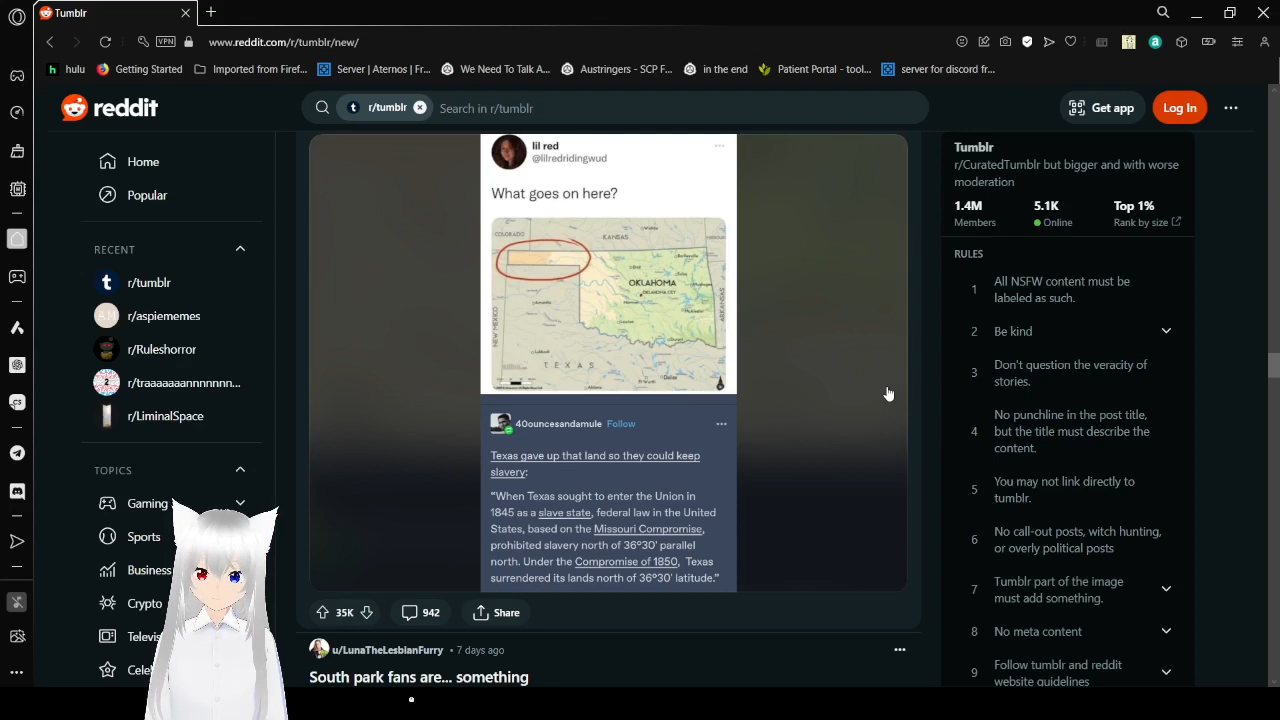 Tumblr
VPN
www.reddit.com/r/tumblr/new/
hulu
Getting Started
Imported from Firef...
Server | Aternos | Fr...
We Need To Talk A...
Austringers - SCP F...
in the end
Patient Portal - tool...
server for discord fr...
reddit
r/tumblr
Search in r/tumblr
Get app
Log In
Home
Popular
RECENT
r/tumblr
AM
r/aspiememes
r/Ruleshorror
r/traaaaaaannnnnnn...
r/LiminalSpace
TOPICS
Gaming
Sports
Business
Crypto
Televis
Celeb
lil red
@lilredridingwud
What goes on here?
COLORADO
KANSAS
OKLAHOMA
OKLAHOMA CITY
NEW MEXICO
ARKANSAS
TEXAS
40ouncesandamule Follow
Texas gave up that land so they could keep
slavery:
“When Texas sought to enter the Union in
1845 as a slave state, federal law in the United
States, based on the Missouri Compromise,
prohibited slavery north of 36°30’ parallel
north. Under the Compromise of 1850, Texas
surrendered its lands north of 36°30’ latitude.”
35K
942
Share
u/LunaTheLesbianFurry • 7 days ago
South park fans are... something
Tumblr
r/CuratedTumblr but bigger and with worse
moderation
1.4M
5.1K
Top 1%
Members
Online
Rank by size
RULES
1 All NSFW content must be
labeled as such.
2 Be kind
3 Don't question the veracity of
stories.
4 No punchline in the post title,
but the title must describe the
content.
5 You may not link directly to
tumblr.
6 No call-out posts, witch hunting,
or overly political posts
7 Tumblr part of the image
must add something.
8 No meta content
9 Follow tumblr and reddit
website guidelines